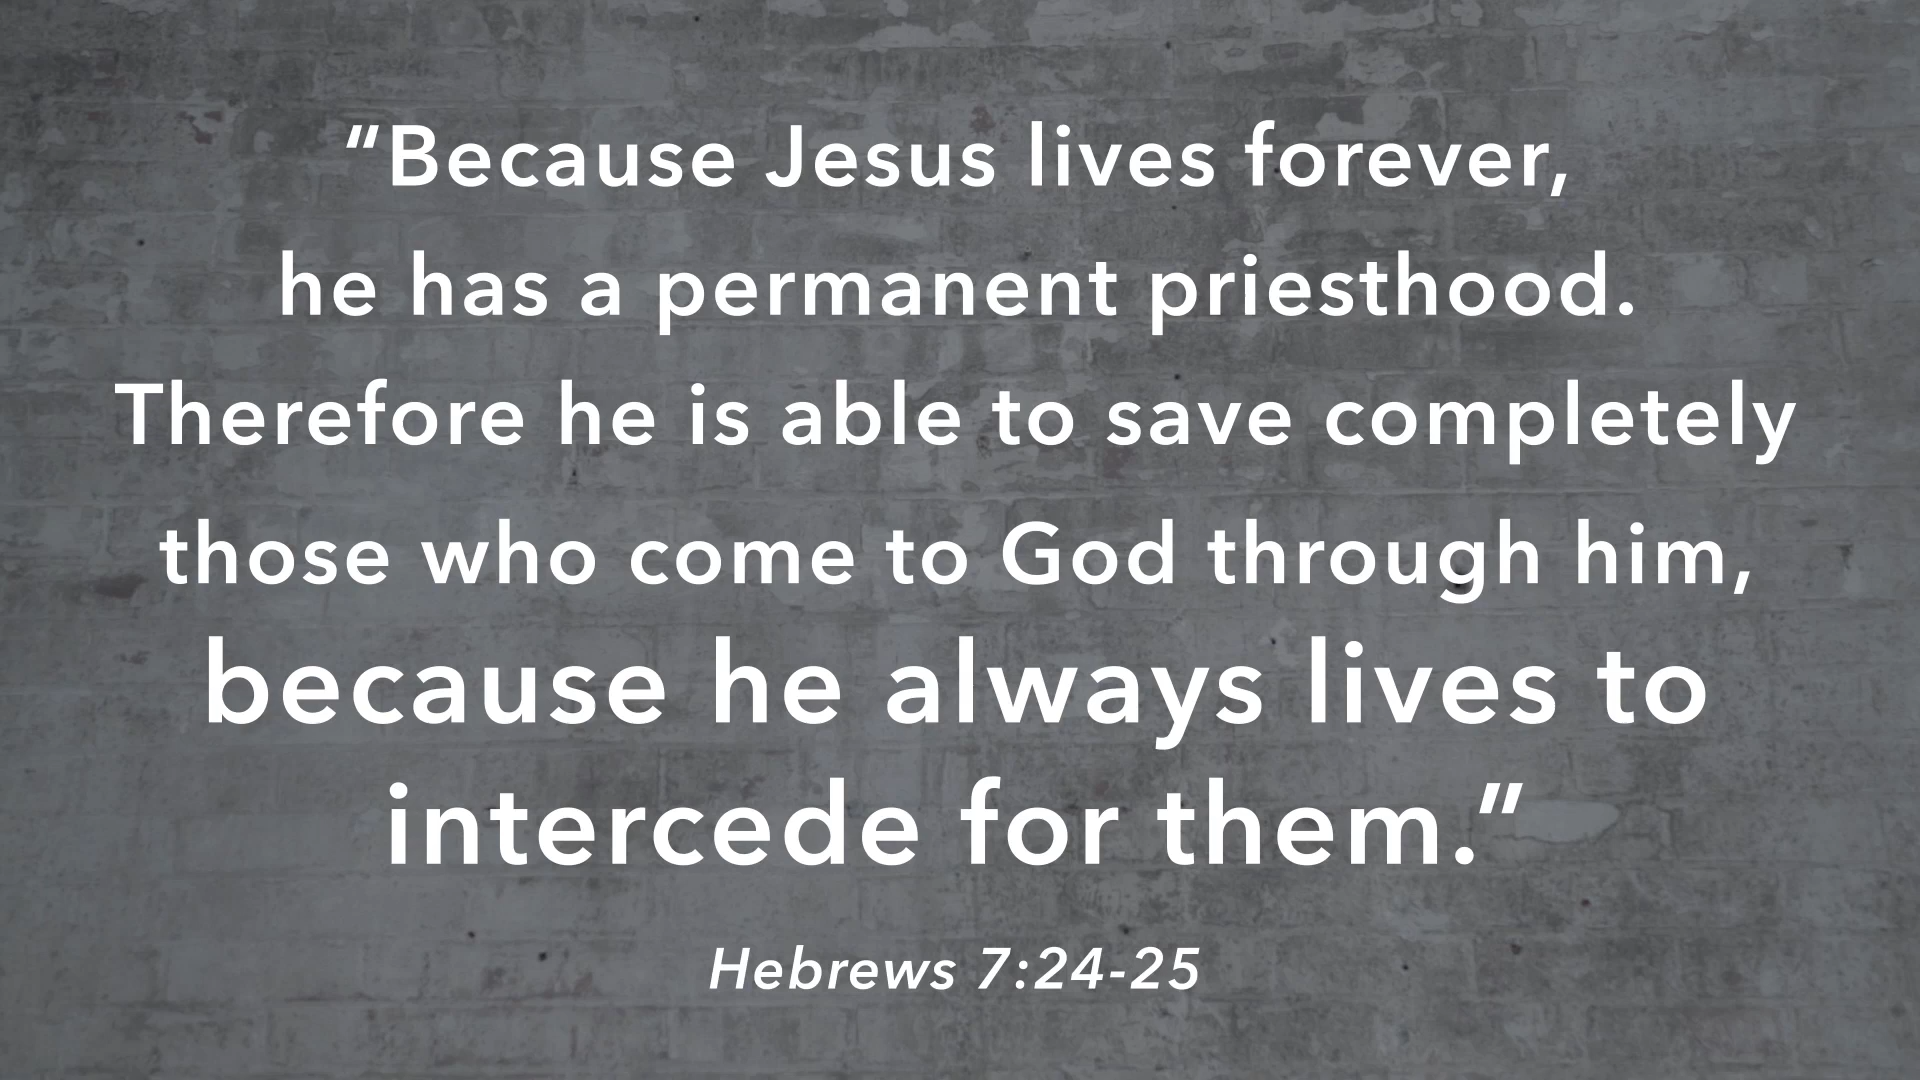 “Because Jesus lives forever,
he has a permanent priesthood.
Therefore he is able to save completely
those who come to God through him,
because he always lives to
intercede for them.”
Hebrews 7:24-25